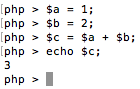 php > $a = 1;
php > $b = 2;
php > $c = $a + $b;
php > echo $c;
3
php >